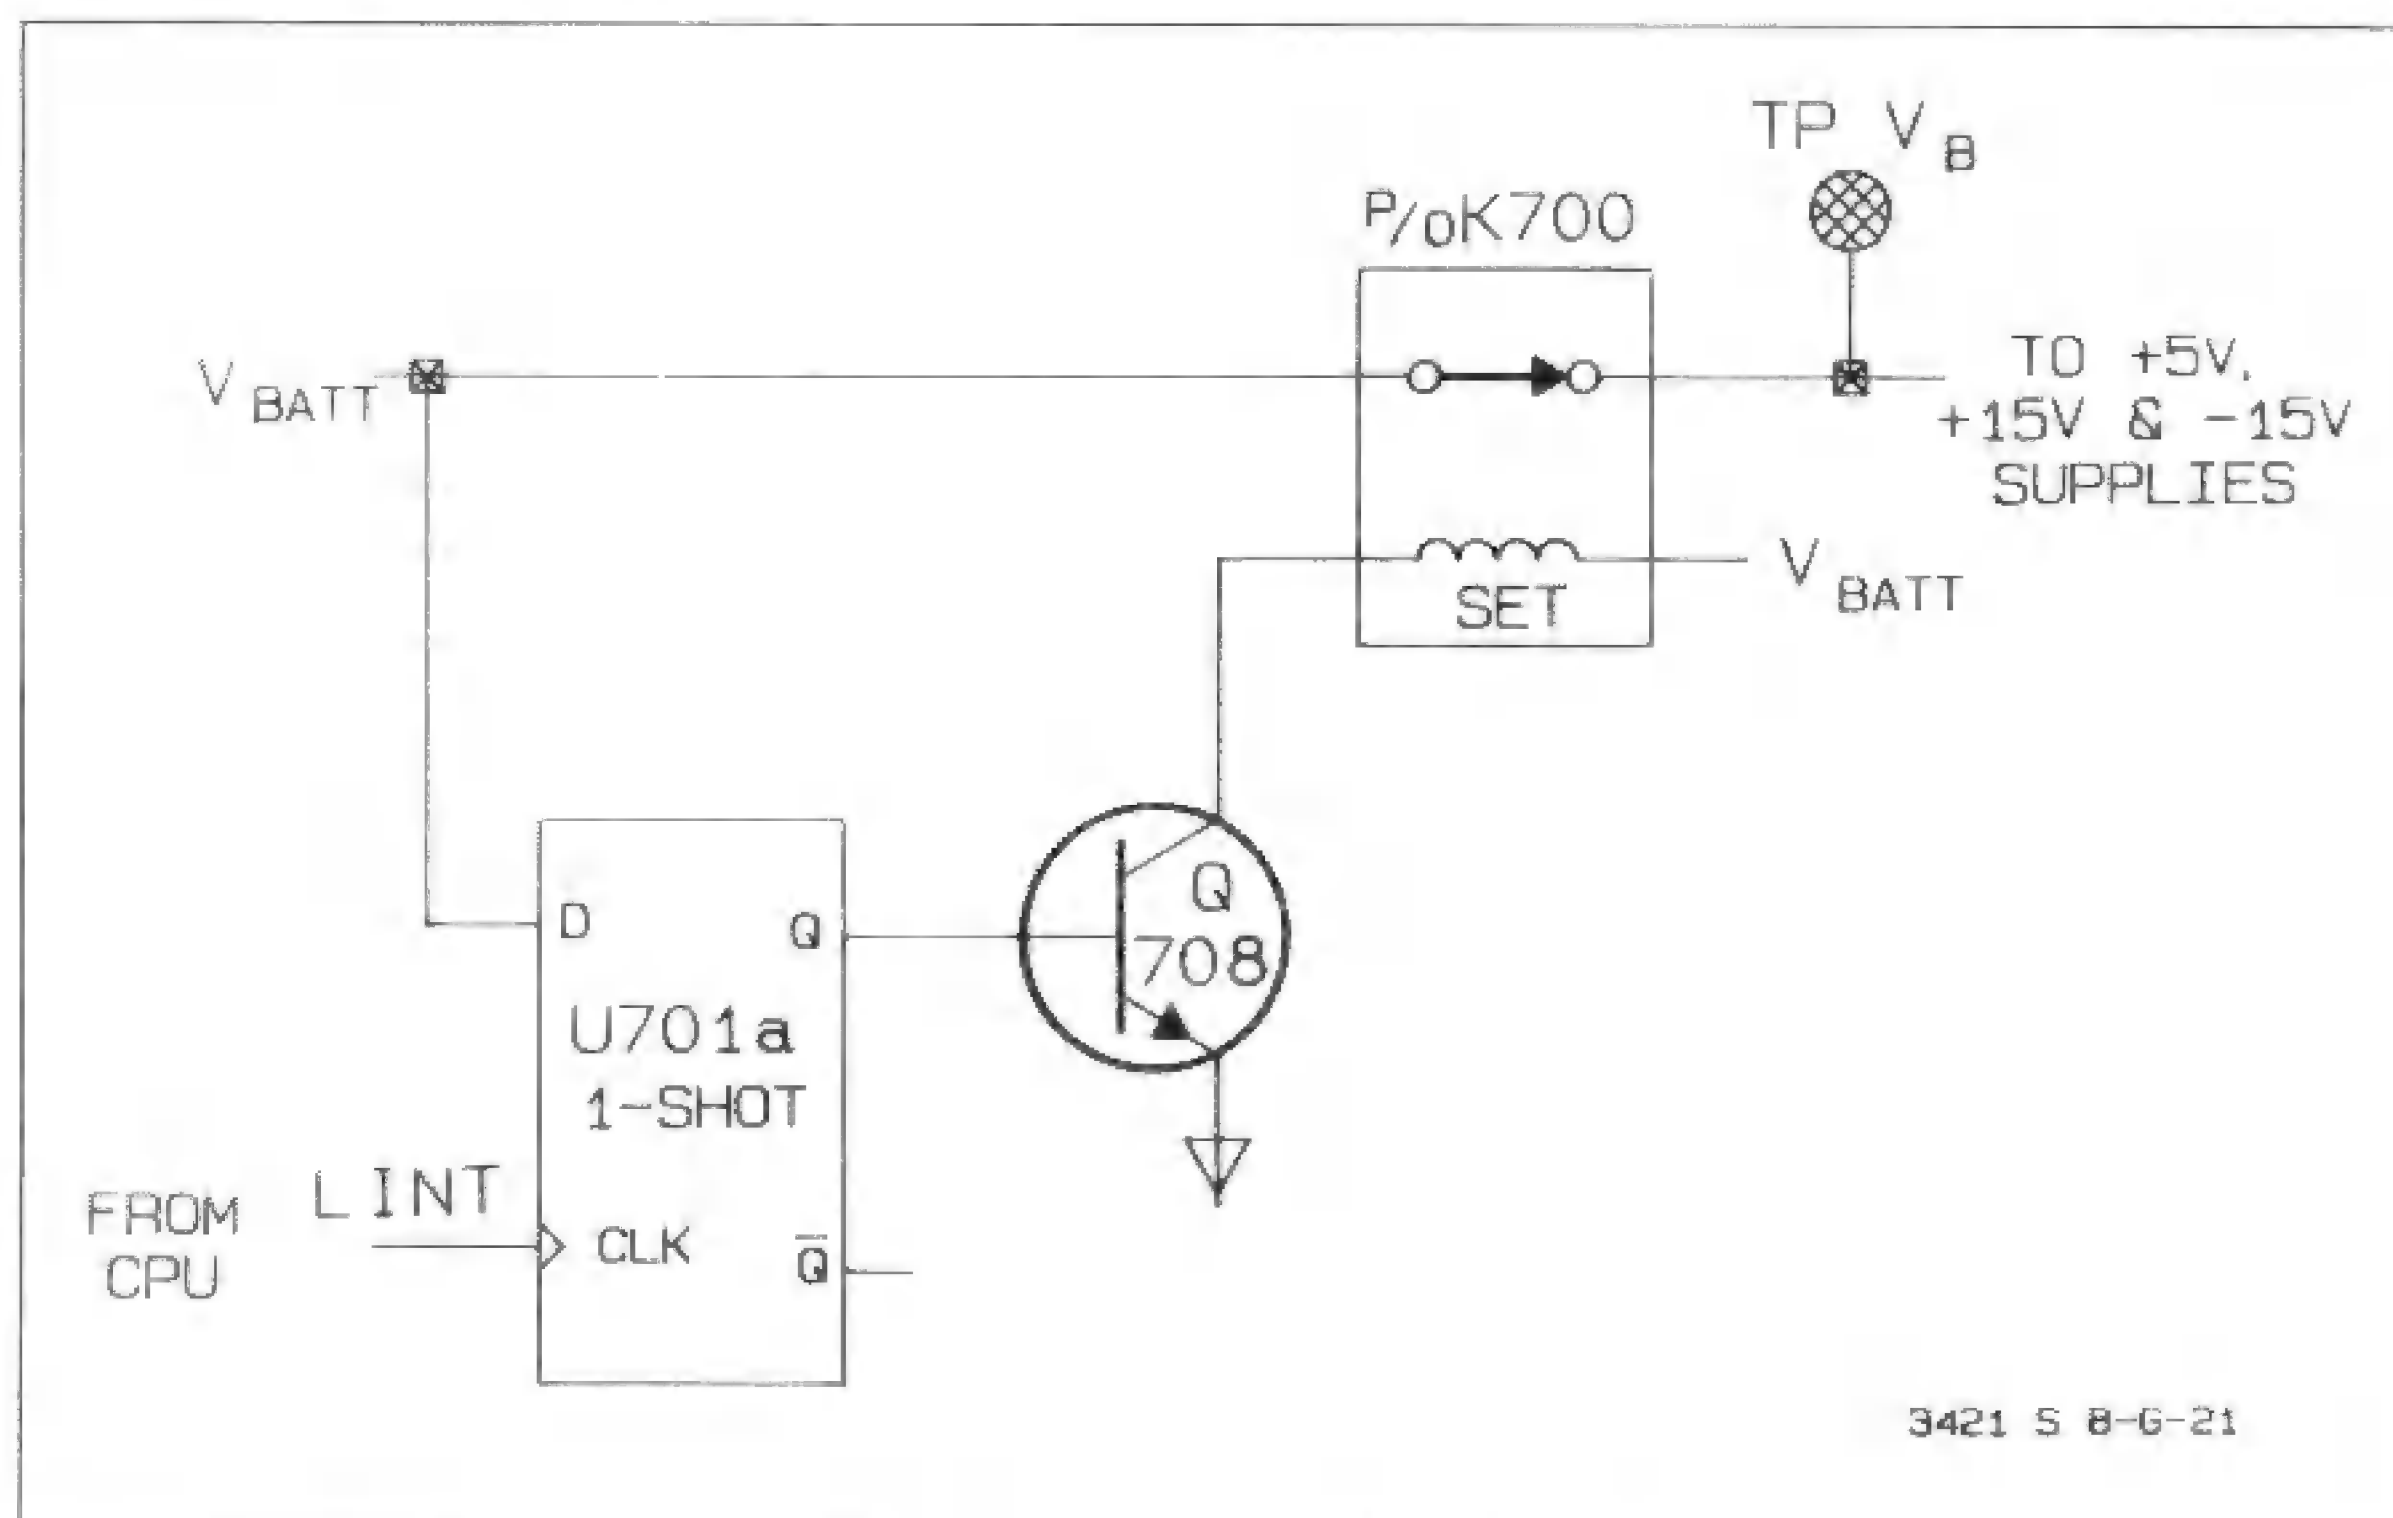 TP V B
P/oK700
V BATT
TO +5V,
+15V & -15V
SUPPLIES
SET
V BATT
D
Q
Q
708
U701a
1-SHOT
LINT
FROM
CPU
CLK
Q̅
3421 S 8-G-21